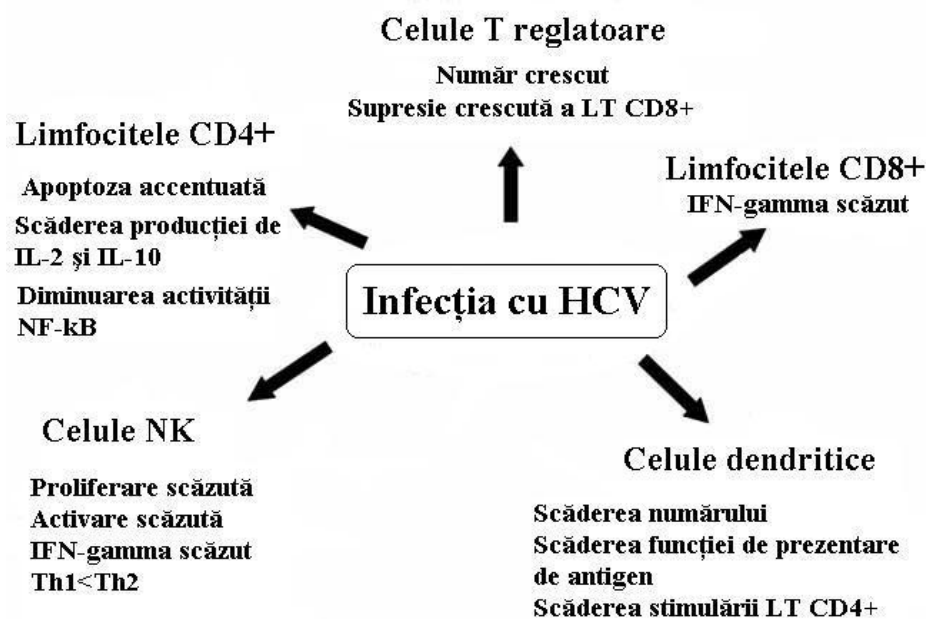 Celule T reglatoare
Număr crescut
Supresie crescută a LT CD8+
Limfocitele CD4+
Apoptoza accentuată
Scăderea producției de
IL-2 şi IL-10
Diminuarea activității
NF-kB
Limfocitele CD8+
IFN-gamma scăzut
Infecția cu HCV
Celule NK
Proliferare scăzută
Activare scăzută
IFN-gamma scăzut
Th1<Th2
Celule dendritice
Scăderea numărului
Scăderea funcției de prezentare
de antigen
Scăderea stimulării LT CD4+